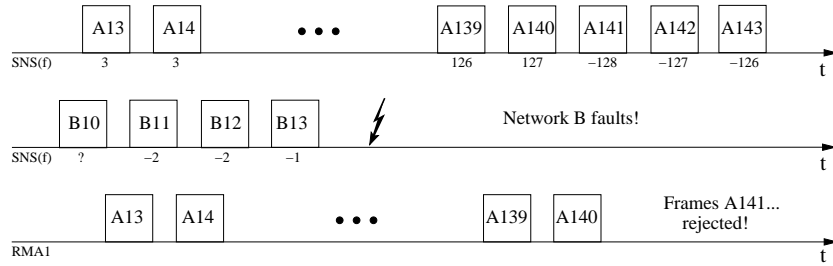 A13 A14 A139 A140 A141 A142 A143
SNS(f) 3 3 126 127 −128 −127 −126 t
B10 B11 B12 B13 Network B faults!
SNS(f) ? −2 −2 −1 t
A13 A14 A139 A140 Frames A141...
rejected!
RMA1 t